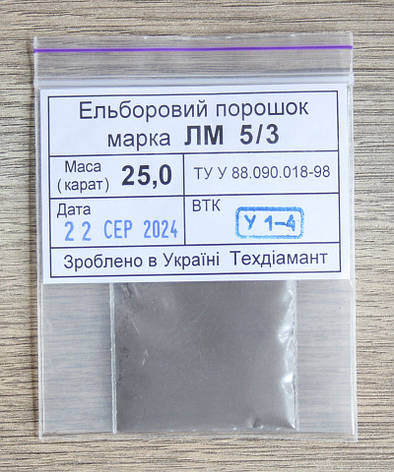 Ельборовий порошок
марка ЛМ 5/3
Маса
(карат) 25,0 ТУ У 88.090.018-98
Дата ВТК
22 СЕР 2024 У 1-4
Зроблено в Україні Техдіамант